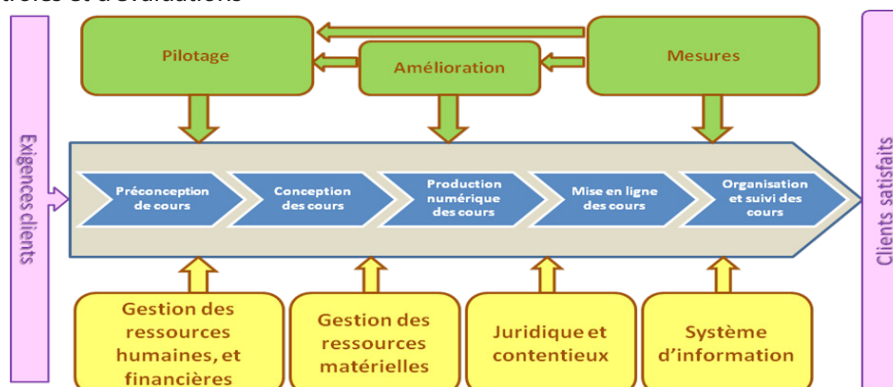 et d'évaluations
Pilotage
Amélioration
Mesures
Exigences clients
Préconception
de cours
Conception
des cours
Production
numérique
des cours
Mise en ligne
des cours
Organisation
et suivi des
cours
Clients satisfaits
Gestion des
ressources
humaines, et
financières
Gestion des
ressources
matérielles
Juridique et
contentieux
Système
d'information